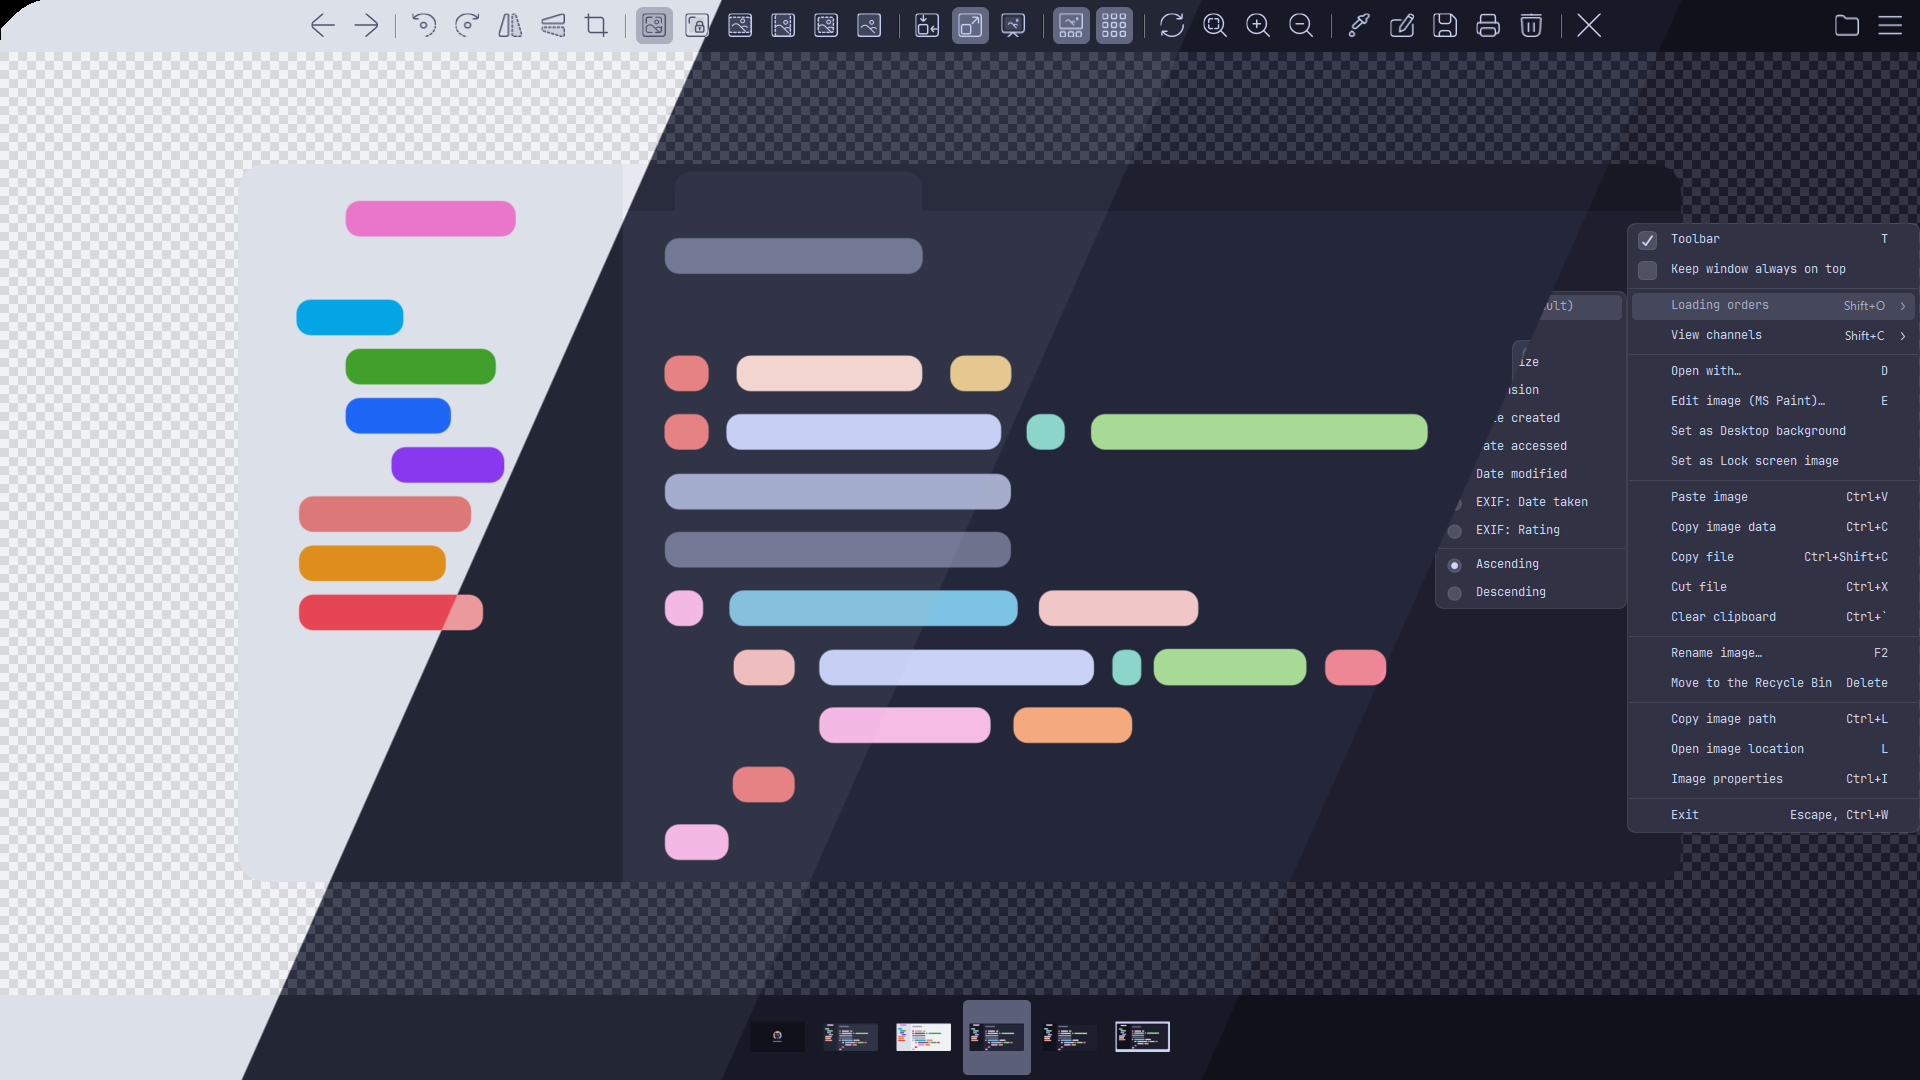 Toolbar T
Keep window always on top
Loading orders Shift+O
View channels Shift+C
Open with… D
Edit image (MS Paint)… E
Set as Desktop background
Set as Lock screen image
Paste image Ctrl+V
Copy image data Ctrl+C
Copy file Ctrl+Shift+C
Cut file Ctrl+X
Clear clipboard Ctrl+`
Rename image… F2
Move to the Recycle Bin Delete
Copy image path Ctrl+L
Open image location L
Image properties Ctrl+I
Exit Escape, Ctrl+W
ult)
ize
sion
e created
ate accessed
Date modified
EXIF: Date taken
EXIF: Rating
Ascending
Descending